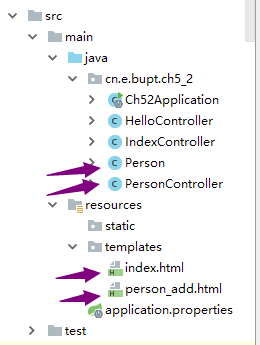 src
main
java
cn.e.bupt.ch5_2
Ch52Application
HelloController
IndexController
Person
PersonController
resources
static
templates
index.html
person_add.html
application.properties
test